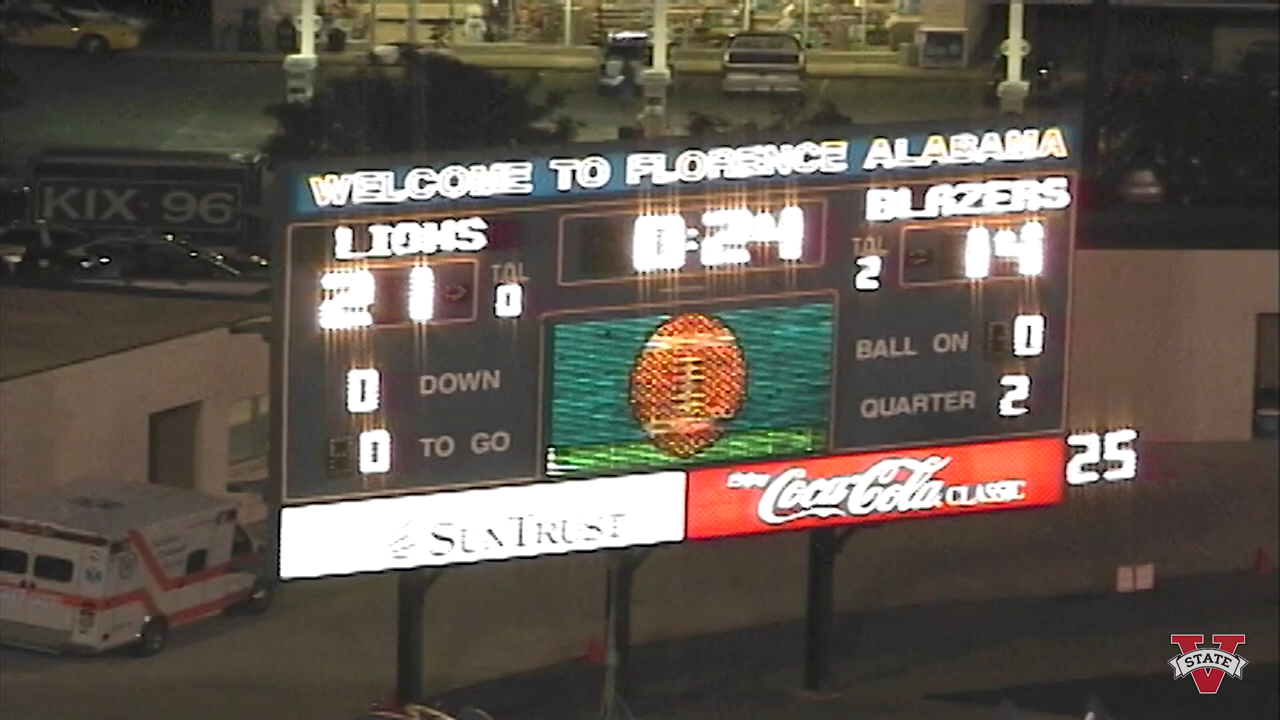 WELCOME TO FLORENCE ALABAMA
KIX 96
LIONS 0:24 BLAZERS
21 TOL 0 TOL 2 14
0 DOWN BALL ON 0
0 TO GO QUARTER 2
SUNTRUST Coca-Cola CLASSIC 25
V STATE